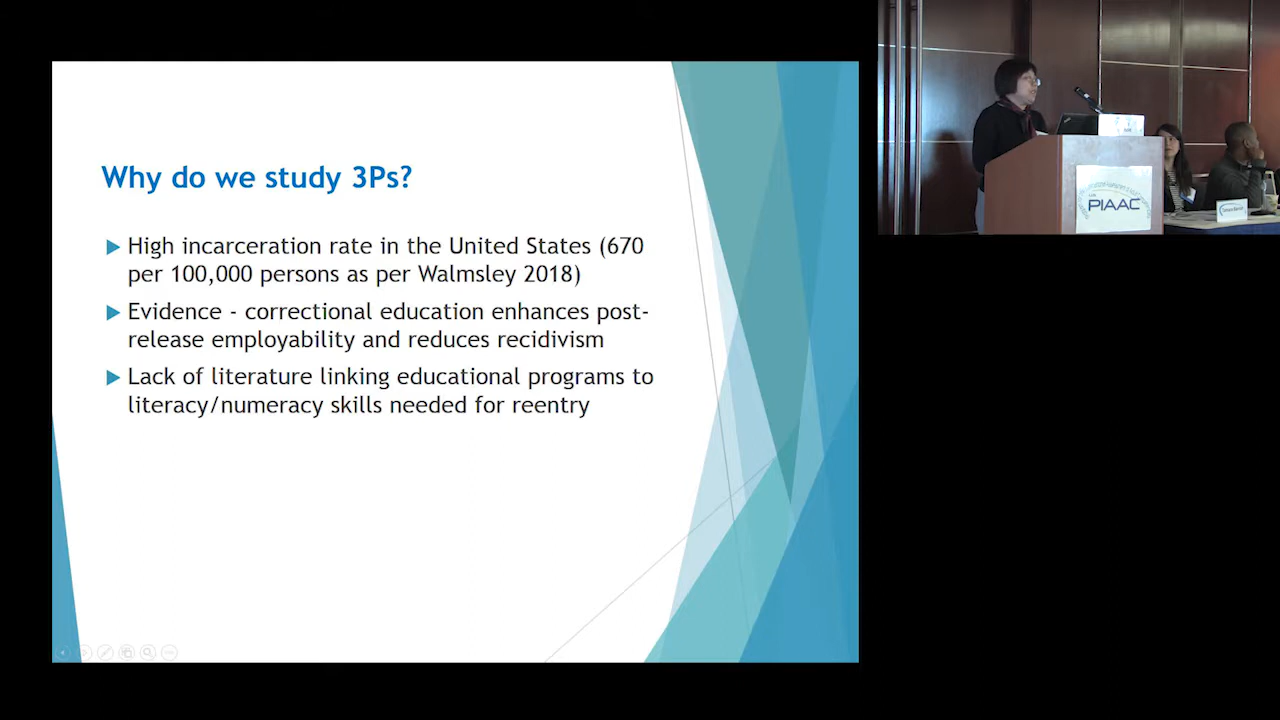 Why do we study 3Ps?
High incarceration rate in the United States (670
per 100,000 persons as per Walmsley 2018)
Evidence - correctional education enhances post-
release employability and reduces recidivism
Lack of literature linking educational programs to
literacy/numeracy skills needed for reentry
PIAAC